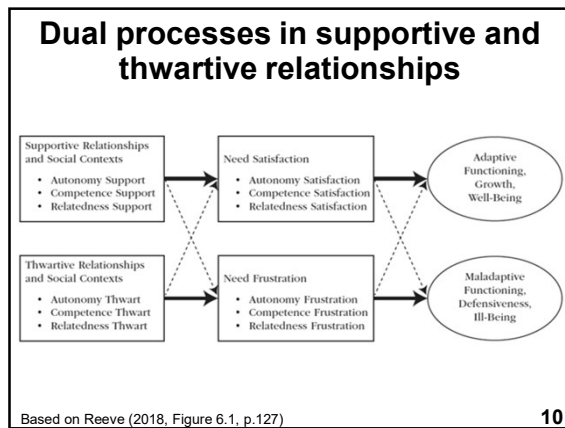 Dual processes in supportive and
thwartive relationships
Supportive Relationships
and Social Contexts
• Autonomy Support
• Competence Support
• Relatedness Support
Need Satisfaction
• Autonomy Satisfaction
• Competence Satisfaction
• Relatedness Satisfaction
Adaptive
Functioning,
Growth,
Well-Being
Thwartive Relationships
and Social Contexts
• Autonomy Thwart
• Competence Thwart
• Relatedness Thwart
Need Frustration
• Autonomy Frustration
• Competence Frustration
• Relatedness Frustration
Maladaptive
Functioning,
Defensiveness,
Ill-Being
Based on Reeve (2018, Figure 6.1, p.127)
10